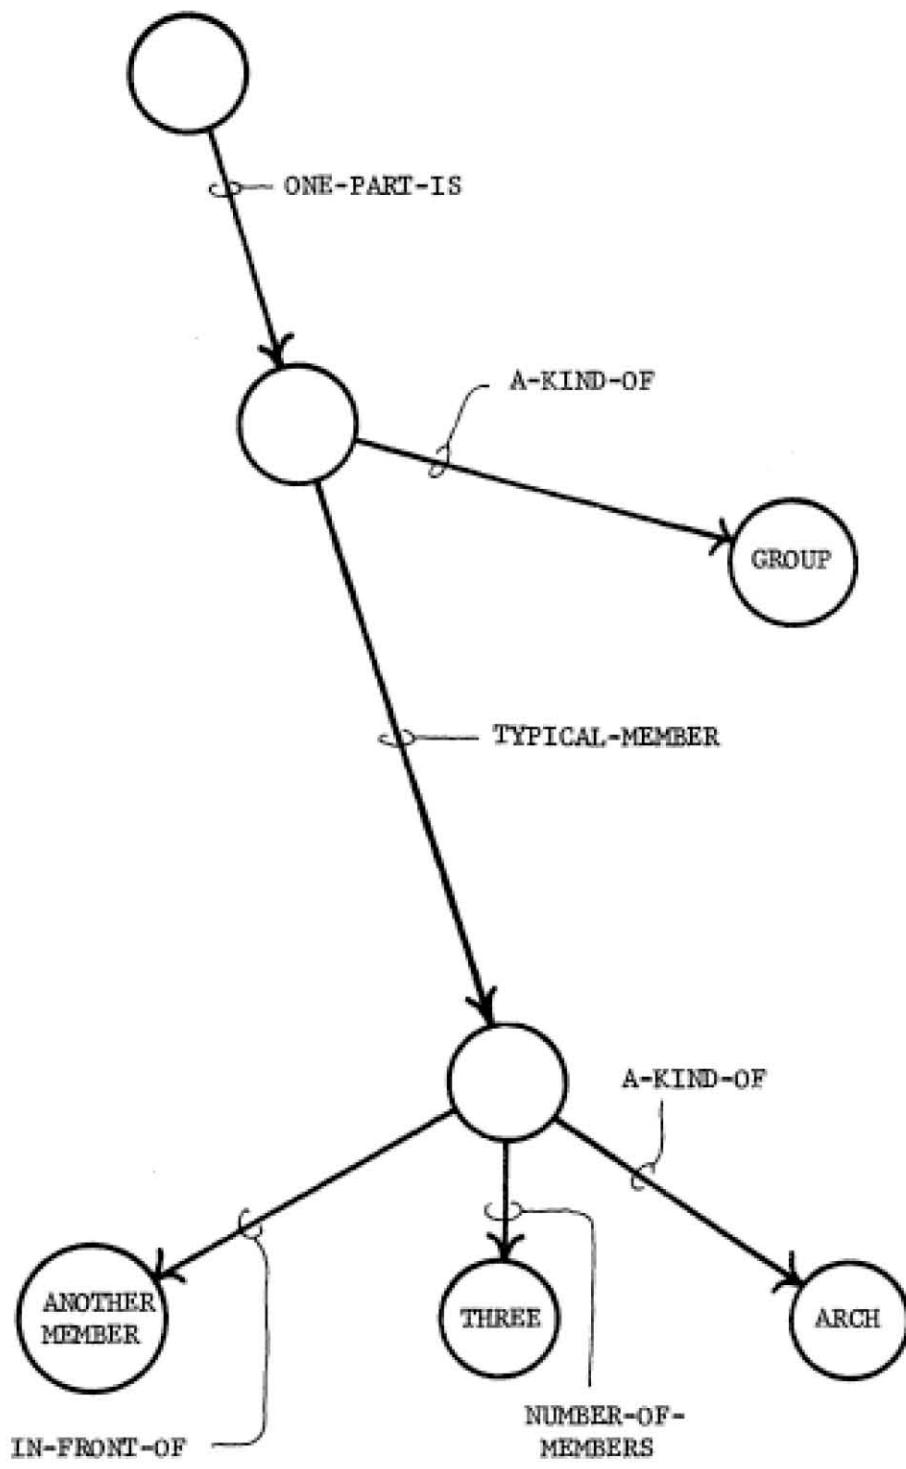 ONE-PART-IS
A-KIND-OF
GROUP
TYPICAL-MEMBER
A-KIND-OF
ANOTHER
MEMBER
THREE
ARCH
IN-FRONT-OF
NUMBER-OF-
MEMBERS